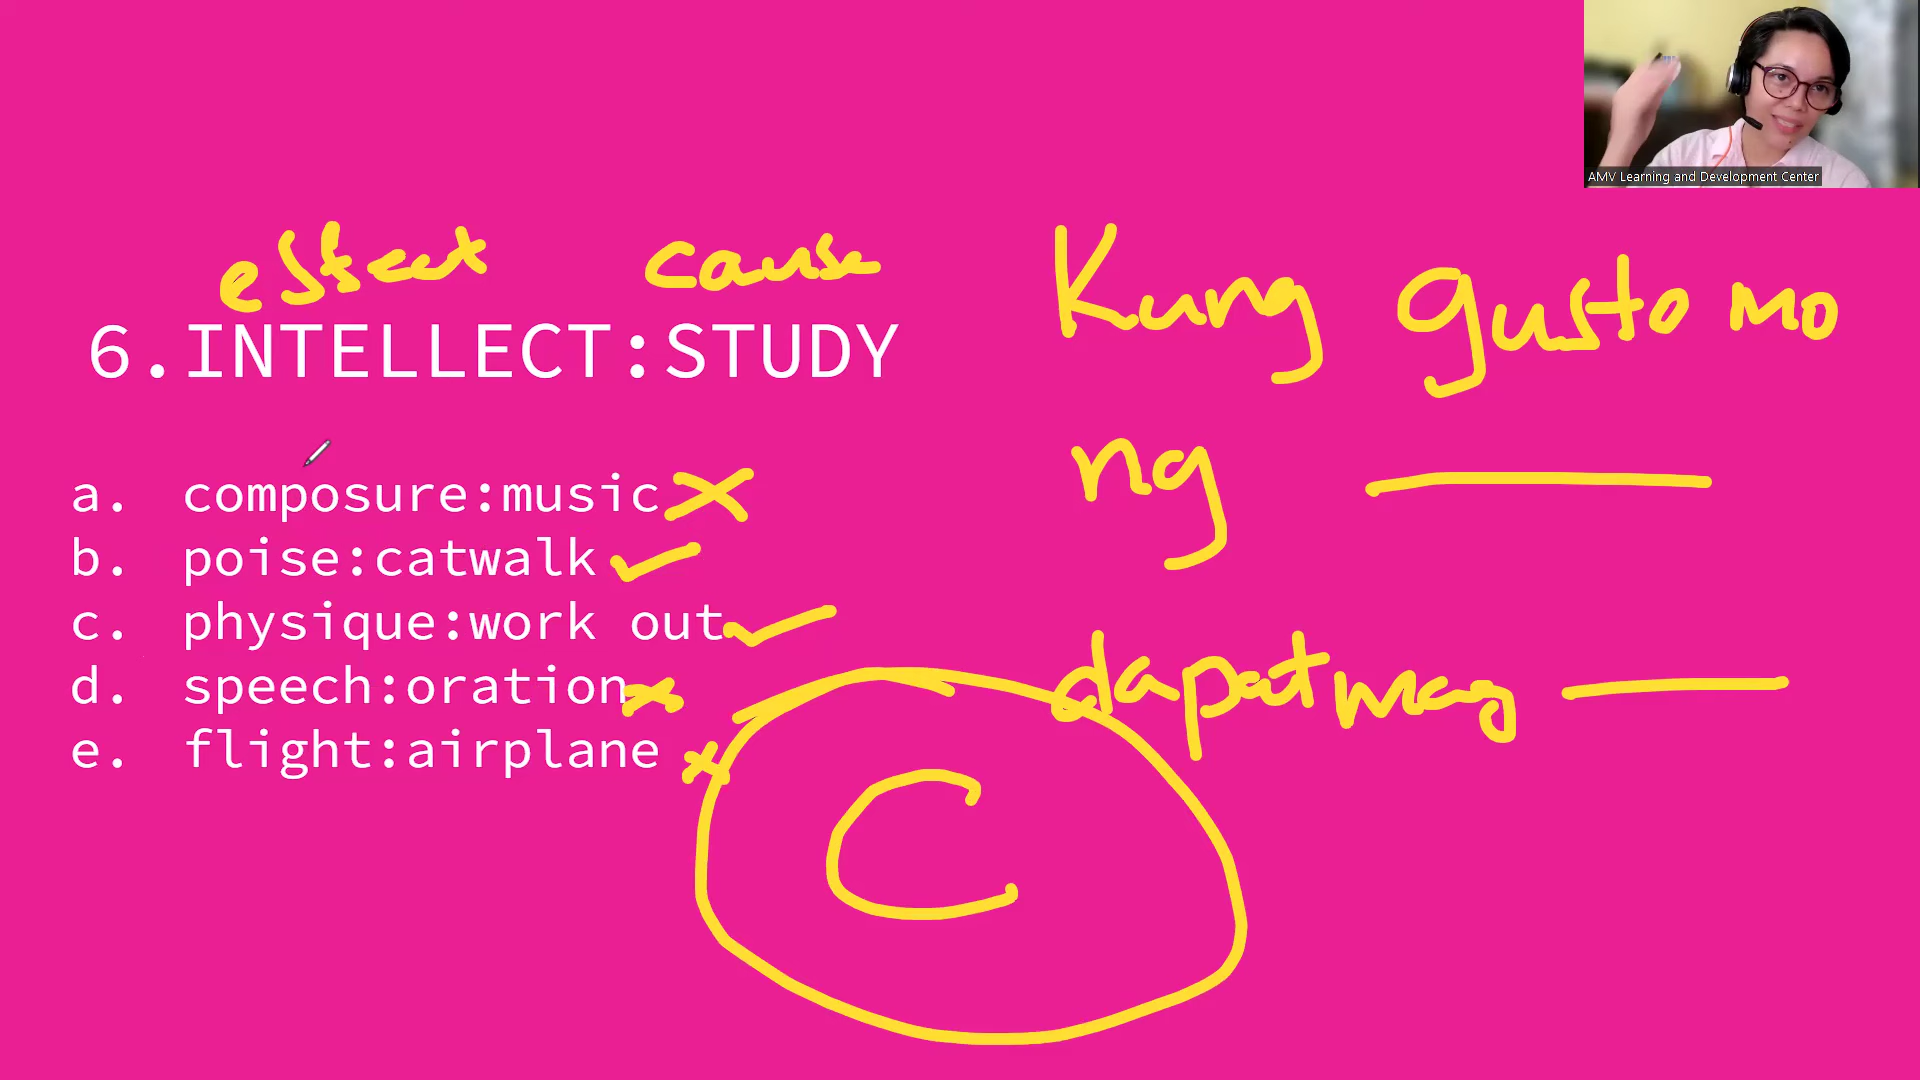 AMV Learning and Development Center
effect cause
6.INTELLECT:STUDY
a. composure:music
b. poise:catwalk
c. physique:work out
d. speech:oration
e. flight:airplane
Kung gusto mo
ng
dapat mag
C